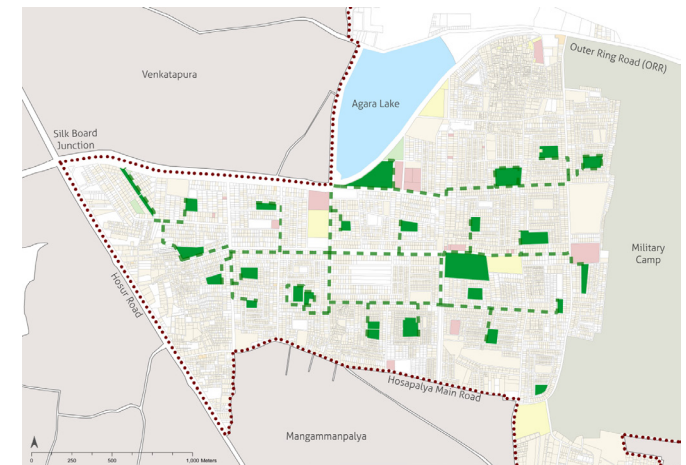 Outer Ring Road (ORR)
Venkatapura
Agara Lake
Silk Board
Junction
Military
Camp
Hosur Road
Hosapalya Main Road
Mangammanpalya
0 250 500 1,000 Meters